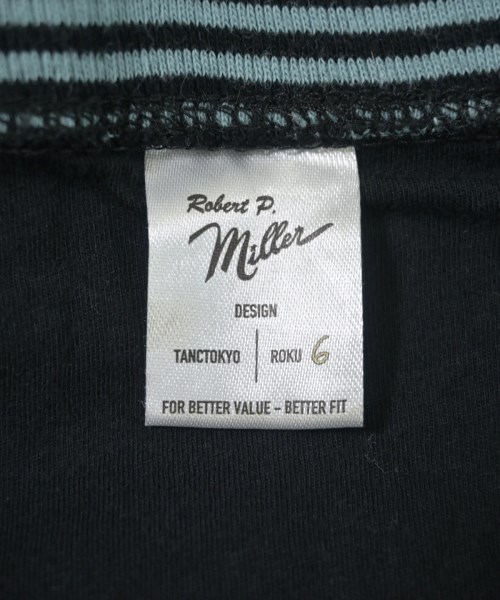 Robert P.
Miller
DESIGN
TANCTOKYO | ROKU 6
FOR BETTER VALUE – BETTER FIT